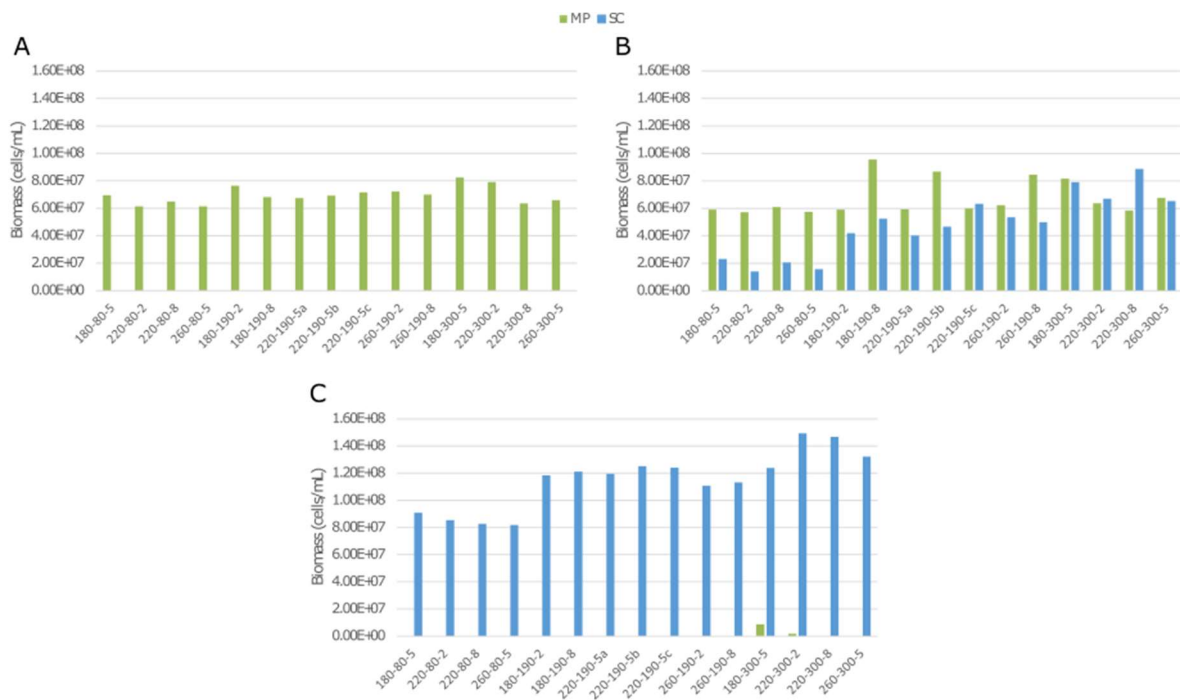 MP SC
A
Biomass (cells/mL)
1.60E+08
1.40E+08
1.20E+08
1.00E+08
8.00E+07
6.00E+07
4.00E+07
2.00E+07
0.00E+00
180-80-5
220-80-2
220-80-8
260-80-5
180-190-2
180-190-8
220-190-5a
220-190-5b
220-190-5c
260-190-2
260-190-8
180-300-5
220-300-2
220-300-8
260-300-5
B
Biomass (cells/mL)
1.60E+08
1.40E+08
1.20E+08
1.00E+08
8.00E+07
6.00E+07
4.00E+07
2.00E+07
0.00E+00
180-80-5
220-80-2
220-80-8
260-80-5
180-190-2
180-190-8
220-190-5a
220-190-5b
220-190-5c
260-190-2
260-190-8
180-300-5
220-300-2
220-300-8
260-300-5
C
Biomass (cells/mL)
1.60E+08
1.40E+08
1.20E+08
1.00E+08
8.00E+07
6.00E+07
4.00E+07
2.00E+07
0.00E+00
180-80-5
220-80-2
220-80-8
260-80-5
180-190-2
180-190-8
220-190-5a
220-190-5b
220-190-5c
260-190-2
260-190-8
180-300-5
220-300-2
220-300-8
260-300-5